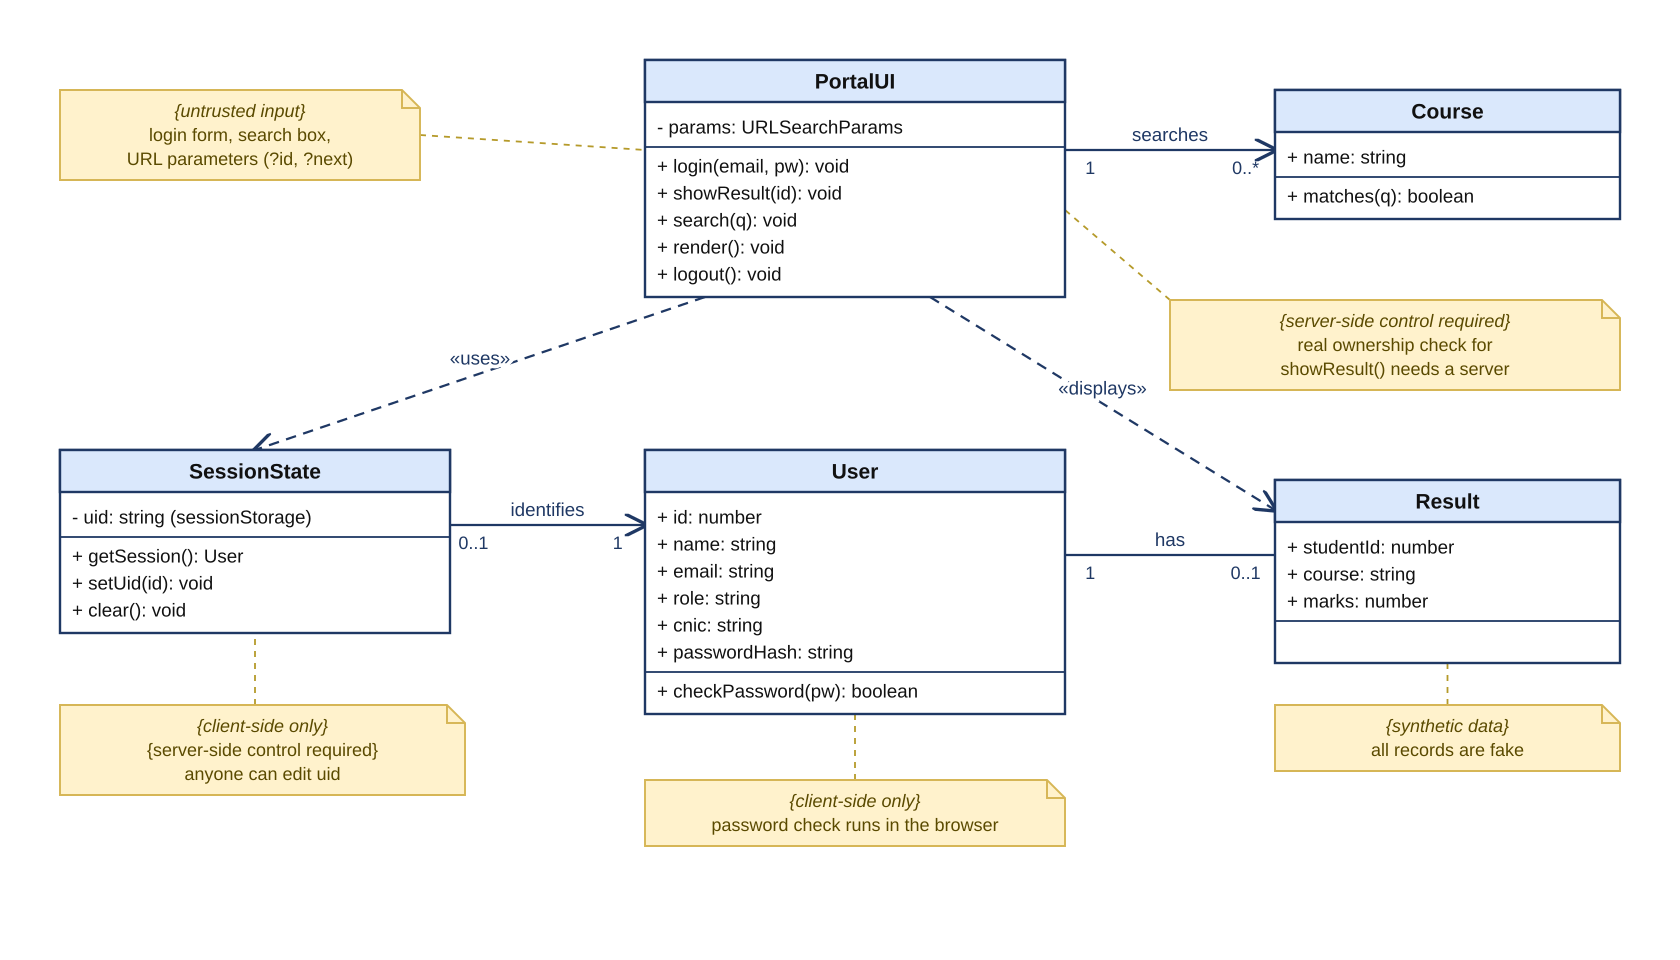 PortalUI
- params: URLSearchParams
+ login(email, pw): void
+ showResult(id): void
+ search(q): void
+ render(): void
+ logout(): void
{untrusted input}
login form, search box,
URL parameters (?id, ?next)
searches
1
0..*
Course
+ name: string
+ matches(q): boolean
{server-side control required}
real ownership check for
showResult() needs a server
«uses»
«displays»
SessionState
- uid: string (sessionStorage)
+ getSession(): User
+ setUid(id): void
+ clear(): void
identifies
0..1
1
User
+ id: number
+ name: string
+ email: string
+ role: string
+ cnic: string
+ passwordHash: string
+ checkPassword(pw): boolean
has
1
0..1
Result
+ studentId: number
+ course: string
+ marks: number
{client-side only}
{server-side control required}
anyone can edit uid
{client-side only}
password check runs in the browser
{synthetic data}
all records are fake